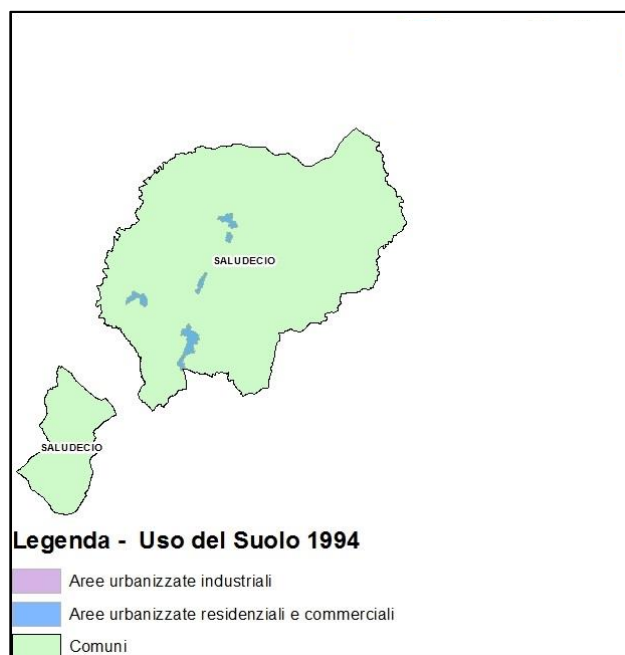 SALUDECIO
SALUDECIO
Legenda - Uso del Suolo 1994
Aree urbanizzate industriali
Aree urbanizzate residenziali e commerciali
Comuni